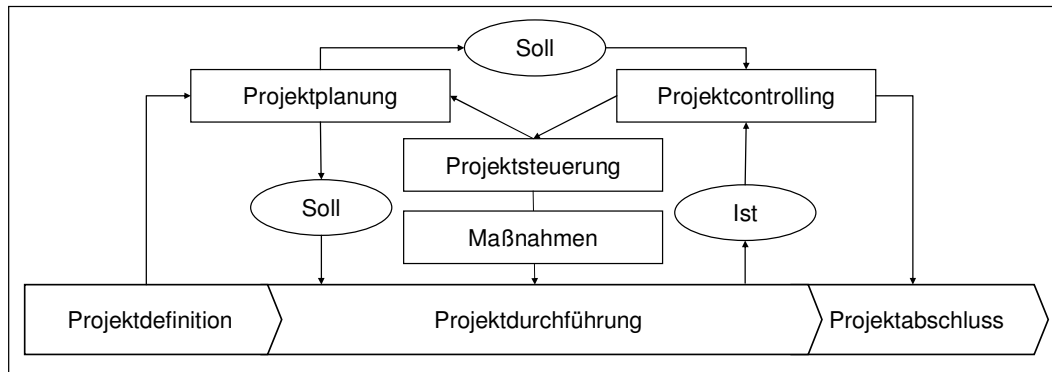 Soll
Projektplanung
Projektcontrolling
Projektsteuerung
Soll
Ist
Maßnahmen
Projektdefinition
Projektdurchführung
Projektabschluss